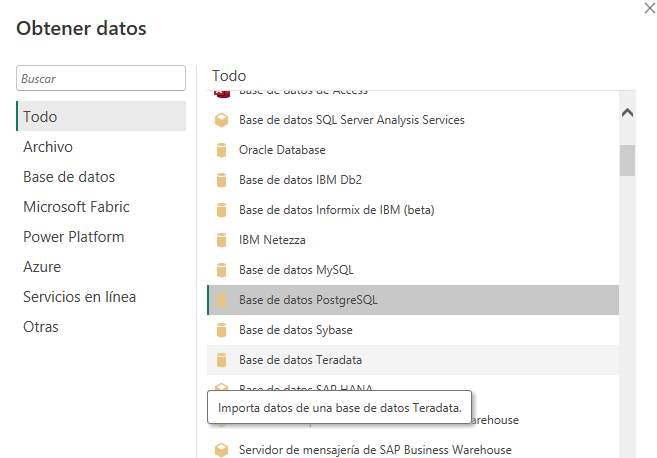 Obtener datos
Buscar
Todo
Archivo
Base de datos
Microsoft Fabric
Power Platform
Azure
Servicios en línea
Otras
Todo
Base de datos de Access
Base de datos SQL Server Analysis Services
Oracle Database
Base de datos IBM Db2
Base de datos Informix de IBM (beta)
IBM Netezza
Base de datos MySQL
Base de datos PostgreSQL
Base de datos Sybase
Base de datos Teradata
Base de datos SAP HANA
Importa datos de una base de datos Teradata.
Warehouse
Servidor de mensajería de SAP Business Warehouse